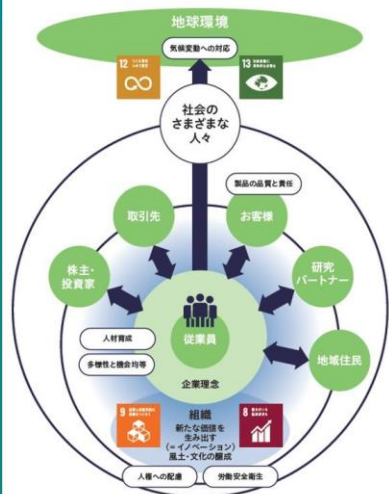 地球環境
気候変動への対応
12
13
社会の
さまざまな
人々
製品の品質と責任
取引先
お客様
株主・
投資家
研究
パートナー
人材育成
従業員
多様性と機会均等
地域住民
企業理念
組織
9
8
新たな価値を
生み出す
(=イノベーション)
風土・文化の醸成
人権への配慮
労働安全衛生